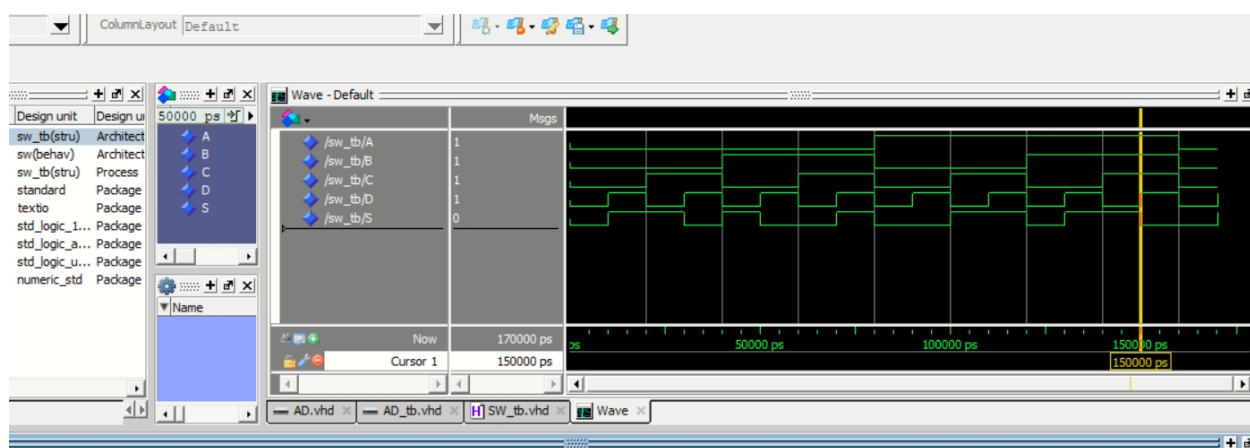 ColumnLayout Default
Wave - Default
Design unit Design u
sw_tb(stru) Architect
sw(behav) Architect
sw_tb(stru) Process
standard Package
textio Package
std_logic_1... Package
std_logic_a... Package
std_logic_u... Package
numeric_std Package
50000 ps
A
B
C
D
S
Name
Msgs
/sw_tb/A 1
/sw_tb/B 1
/sw_tb/C 1
/sw_tb/D 1
/sw_tb/S 0
Now 170000 ps
Cursor 1 150000 ps
ps 50000 ps 100000 ps 150000 ps
150000 ps
AD.vhd AD_tb.vhd SW_tb.vhd Wave